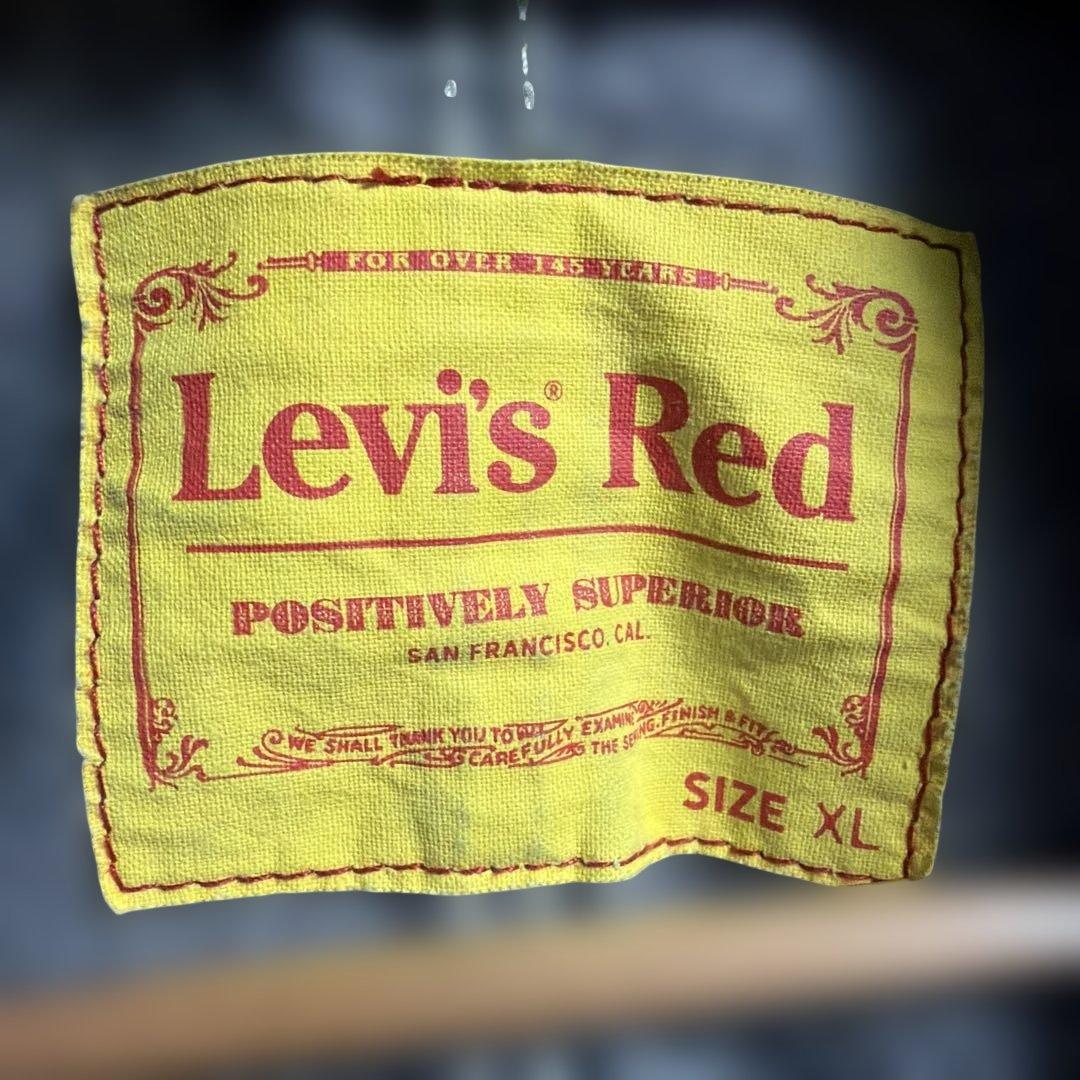 FOR OVER 145 YEARS
Levi's® Red
POSITIVELY SUPERIOR
SAN FRANCISCO. CAL.
WE SHALL THANK YOU TO CAREFULLY EXAMINE THE SEWING. FINISH & FIT
SIZE XL